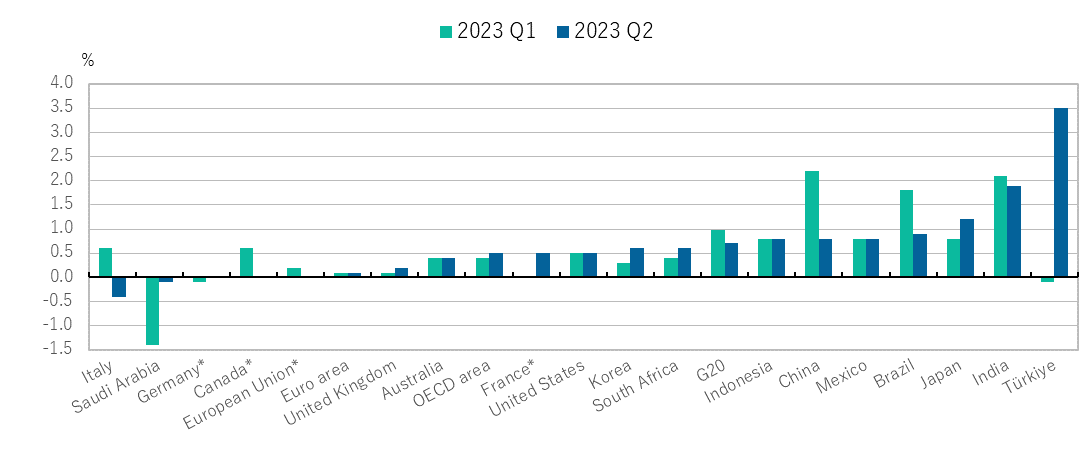 2023 Q1 2023 Q2
%
4.0
3.5
3.0
2.5
2.0
1.5
1.0
0.5
0.0
-0.5
-1.0
-1.5
Italy
Saudi Arabia
Germany*
Canada*
European Union*
Euro area
United Kingdom
Australia
OECD area
France*
United States
Korea
South Africa
G20
Indonesia
China
Mexico
Brazil
Japan
India
Türkiye